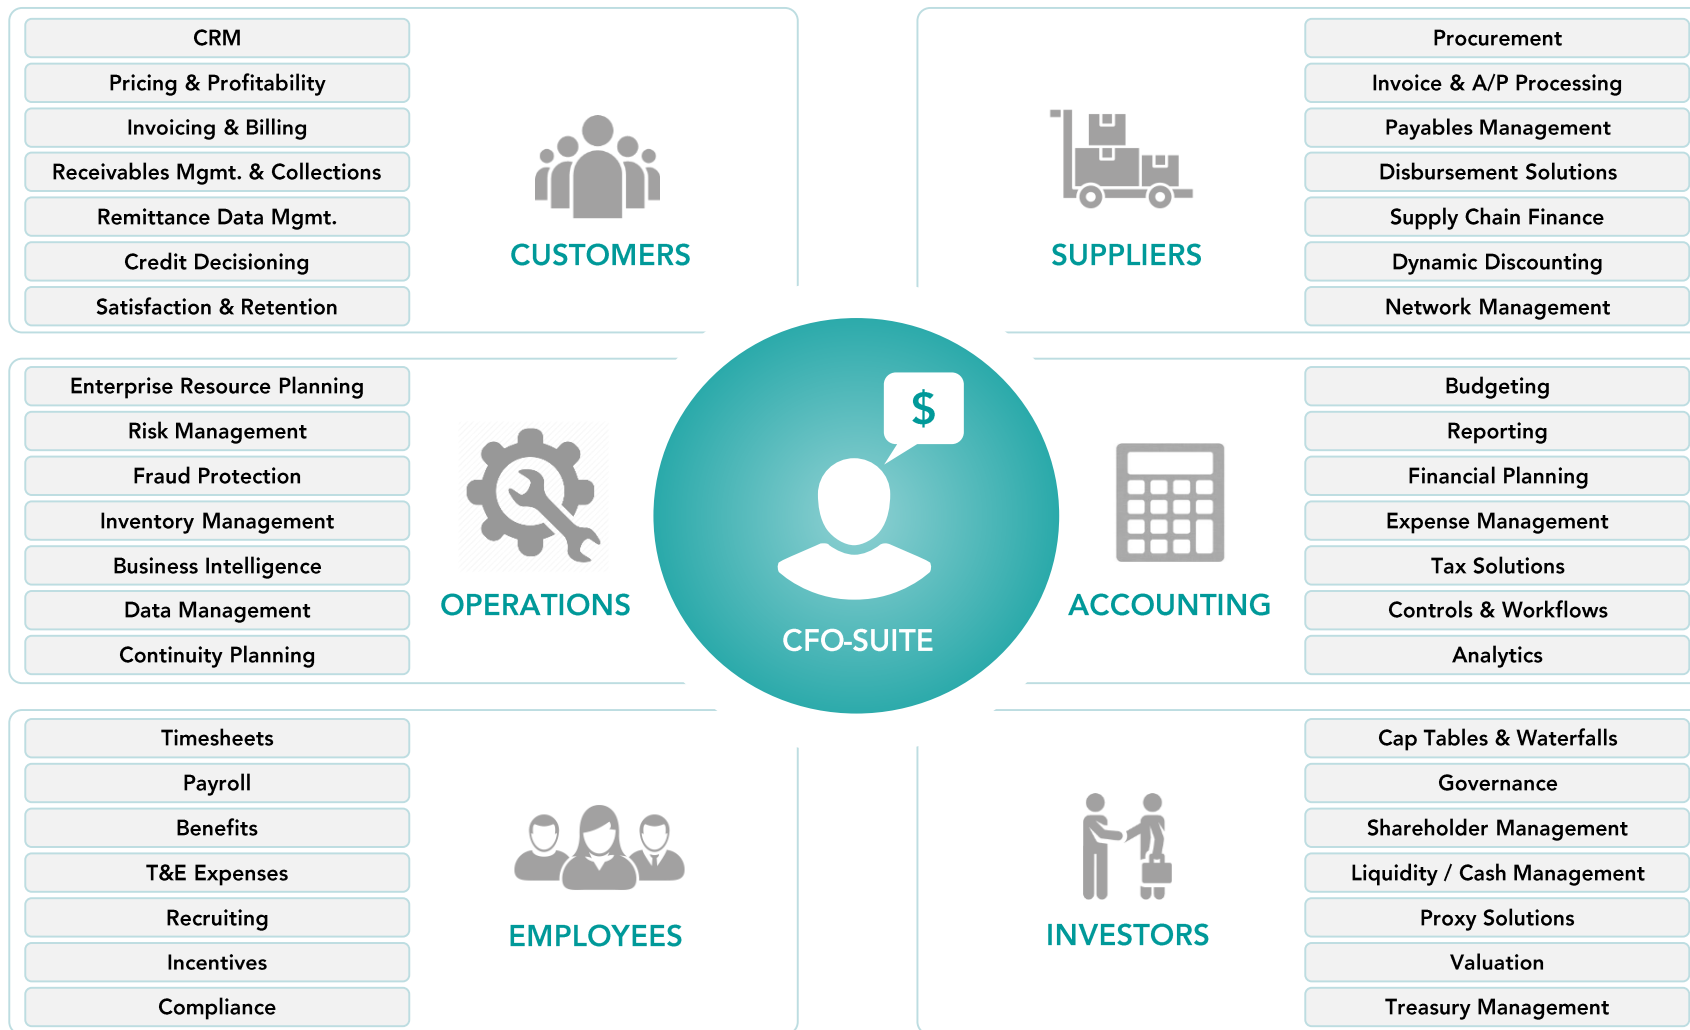 CRM
Pricing & Profitability
Invoicing & Billing
Receivables Mgmt. & Collections
Remittance Data Mgmt.
Credit Decisioning
Satisfaction & Retention
CUSTOMERS
SUPPLIERS
Procurement
Invoice & A/P Processing
Payables Management
Disbursement Solutions
Supply Chain Finance
Dynamic Discounting
Network Management
Enterprise Resource Planning
Risk Management
Fraud Protection
Inventory Management
Business Intelligence
Data Management
Continuity Planning
OPERATIONS
$
CFO-SUITE
ACCOUNTING
Budgeting
Reporting
Financial Planning
Expense Management
Tax Solutions
Controls & Workflows
Analytics
Timesheets
Payroll
Benefits
T&E Expenses
Recruiting
Incentives
Compliance
EMPLOYEES
INVESTORS
Cap Tables & Waterfalls
Governance
Shareholder Management
Liquidity / Cash Management
Proxy Solutions
Valuation
Treasury Management